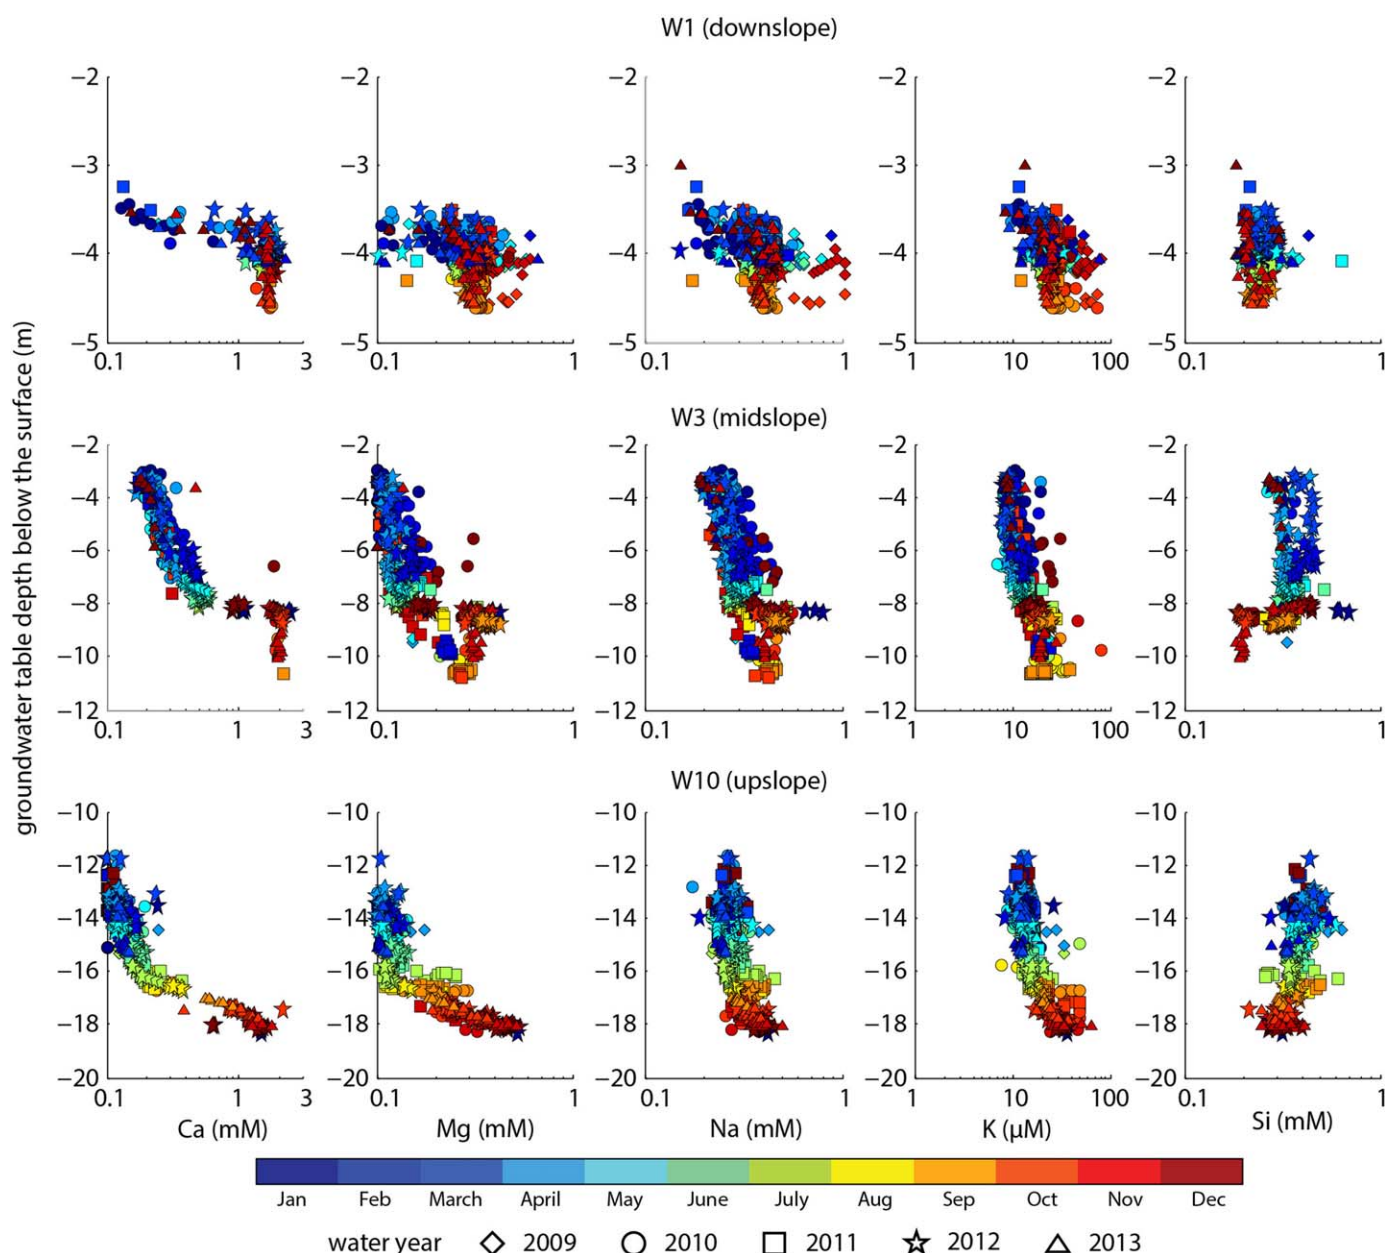 W1 (downslope)
−2 −2 −2 −2 −2
−3 −3 −3 −3 −3
−4 −4 −4 −4 −4
−5 −5 −5 −5 −5
0.1 1 3 0.1 1 0.1 1 1 10 100 0.1 1
W3 (midslope)
−2 −2 −2 −2 −2
−4 −4 −4 −4 −4
−6 −6 −6 −6 −6
−8 −8 −8 −8 −8
−10 −10 −10 −10 −10
−12 −12 −12 −12 −12
0.1 1 3 0.1 1 0.1 1 1 10 100 0.1 1
W10 (upslope)
−10 −10 −10 −10 −10
−12 −12 −12 −12 −12
−14 −14 −14 −14 −14
−16 −16 −16 −16 −16
−18 −18 −18 −18 −18
−20 −20 −20 −20 −20
0.1 1 3 0.1 1 0.1 1 1 10 100 0.1 1
groundwater table depth below the surface (m)
Ca (mM) Mg (mM) Na (mM) K (µM) Si (mM)
Jan Feb March April May June July Aug Sep Oct Nov Dec
water year 2009 2010 2011 2012 2013